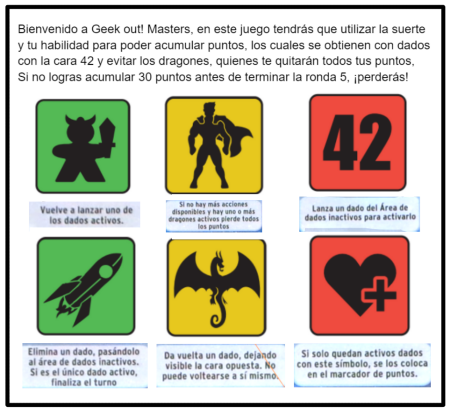 Bienvenido a Geek out! Masters, en este juego tendrás que utilizar la suerte
y tu habilidad para poder acumular puntos, los cuales se obtienen con dados
con la cara 42 y evitar los dragones, quienes te quitarán todos tus puntos,
Si no logras acumular 30 puntos antes de terminar la ronda 5, ¡perderás!
42
Vuelve a lanzar uno de
los dados activos.
Si no hay más acciones
disponibles y hay uno o más
dragones activos pierde todos
los puntos
Lanza un dado del Área de
dados inactivos para activarlo
Elimina un dado, pasándolo
al área de dados inactivos.
Si es el único dado activo,
finaliza el turno
Da vuelta un dado, dejando
visible la cara opuesta. No
puede voltearse a sí mismo.
Si solo quedan activos dados
con este símbolo, se los coloca
en el marcador de puntos.